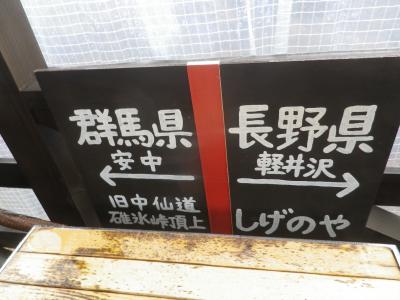 群馬県
安中
旧中仙道
碓氷峠頂上
長野県
軽井沢
しげのや